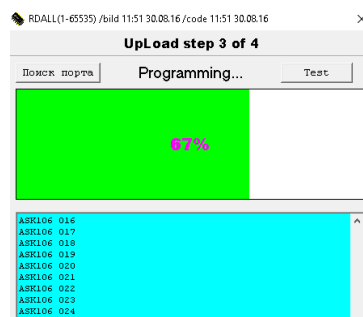 RDALL(1-65535) /bild 11:51 30.08.16 /code 11:51 30.08.16
UpLoad step 3 of 4
Поиск порта Programming... Test
67%
ASK106 016
ASK106 017
ASK106 018
ASK106 019
ASK106 020
ASK106 021
ASK106 022
ASK106 023
ASK106 024